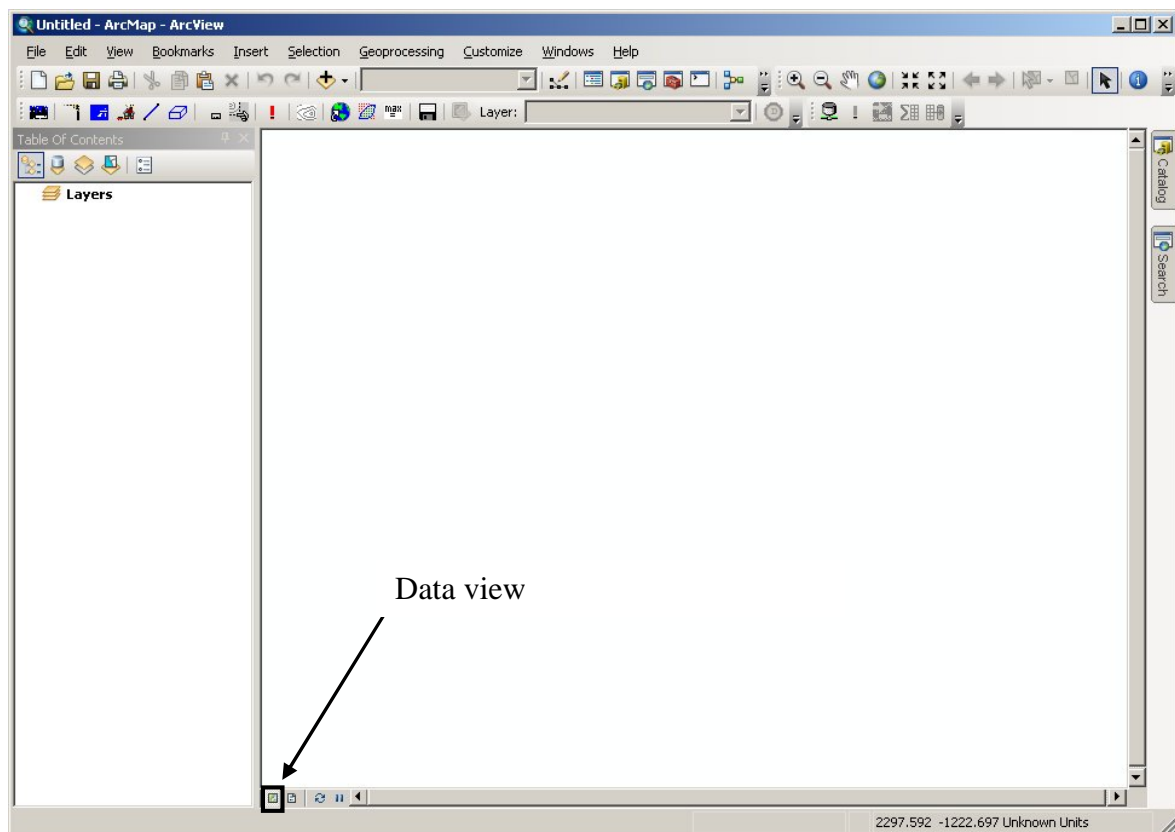 Untitled - ArcMap - ArcView
File Edit View Bookmarks Insert Selection Geoprocessing Customize Windows Help
Layer:
Table Of Contents
Layers
Catalog
Search
Data view
2297.592 -1222.697 Unknown Units